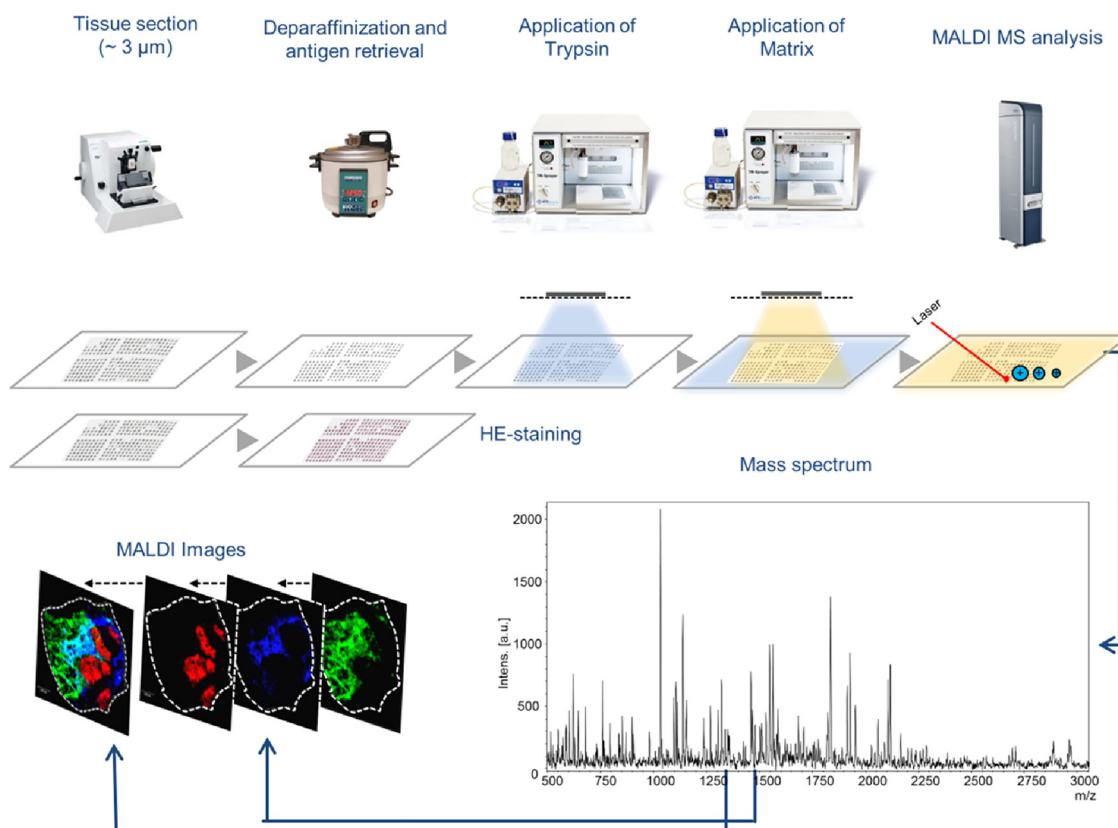 Tissue section
(~ 3 µm)
Deparaffinization and
antigen retrieval
Application of
Trypsin
Application of
Matrix
MALDI MS analysis
Laser
+ + +
HE-staining
Mass spectrum
MALDI Images
Intens. [a.u.]
2000
1500
1000
500
500 750 1000 1250 1500 1750 2000 2250 2500 2750 3000
m/z